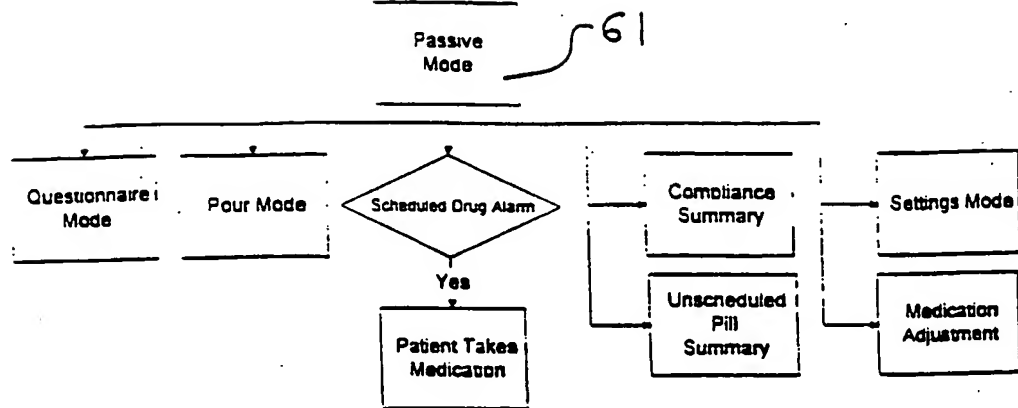 Passive
Mode
61
Questionnaire
Mode
Pour Mode
Scheduled Drug Alarm
Compliance
Summary
Settings Mode
Yes
Patient Takes
Medication
Unscheduled
Pill
Summary
Medication
Adjustment